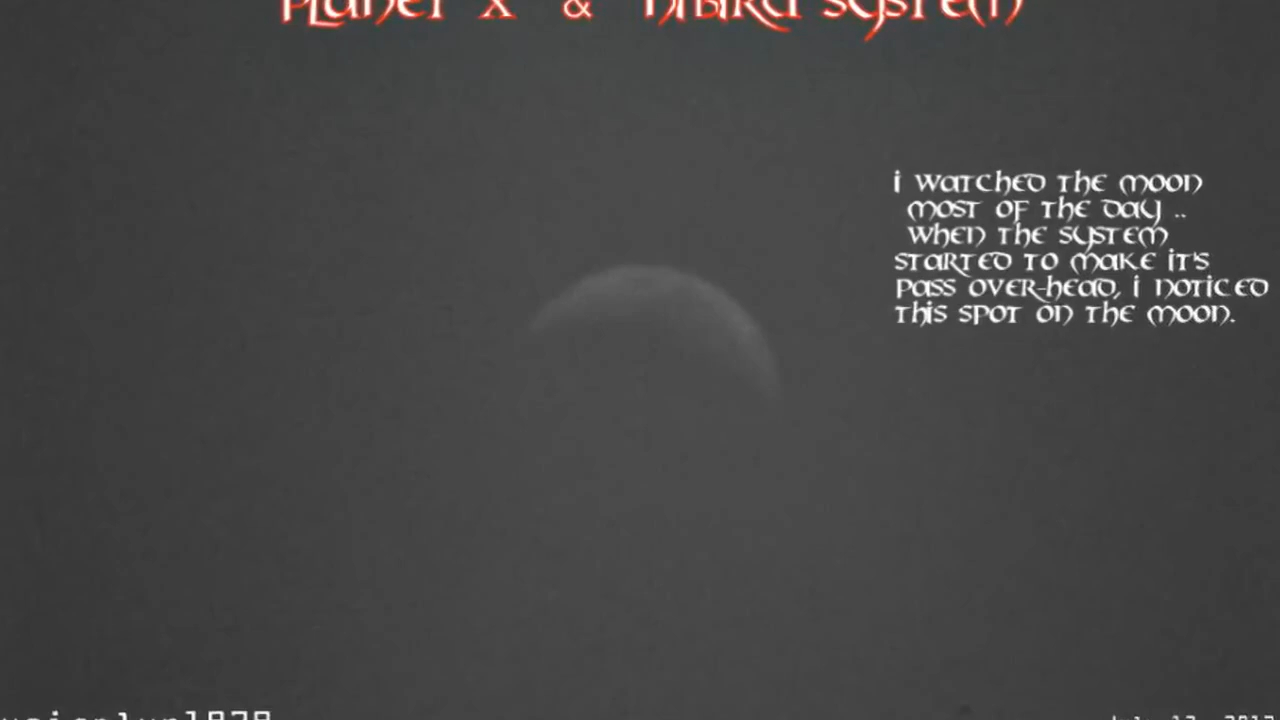 PLANET X & NIBIRU SYSTEM
I WATCHED THE MOON
MOST OF THE DAY ..
WHEN THE SYSTEM
STARTED TO MAKE IT'S
PASS OVER-HEAD, I NOTICED
THIS SPOT ON THE MOON.